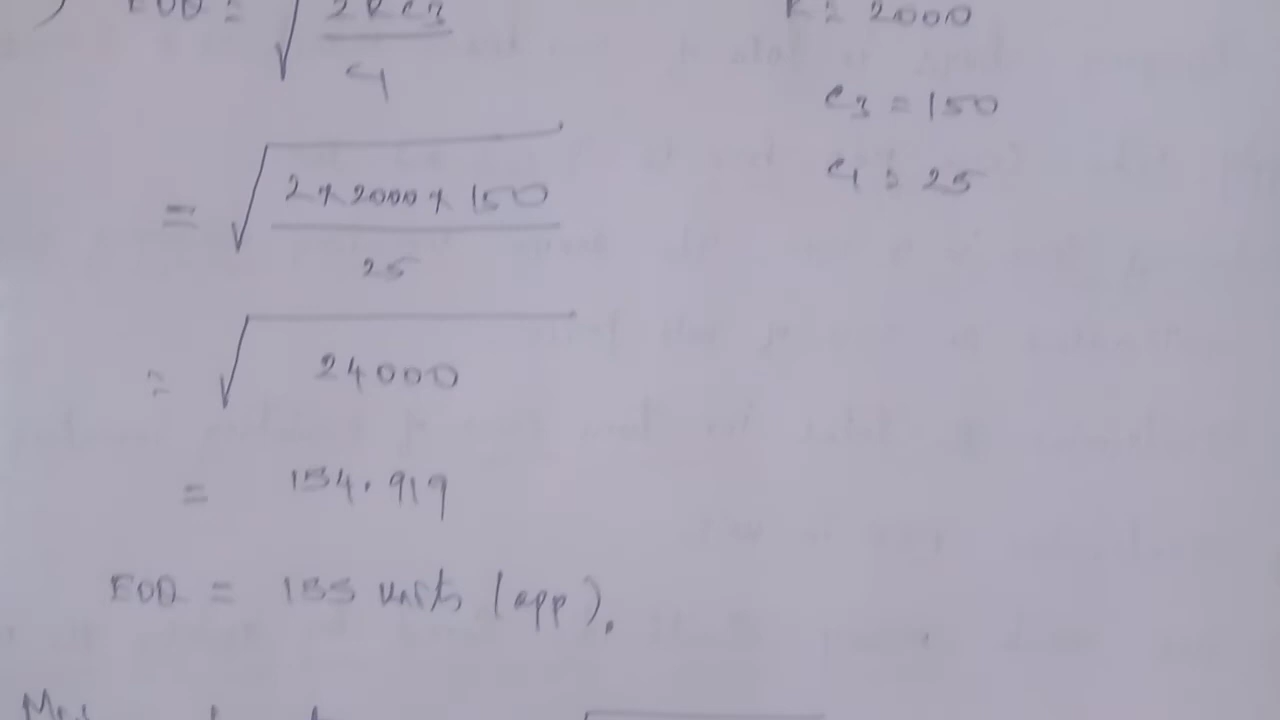 EOQ = √ 2RC3
C1
R = 2000
C3 = 150
C1 = 25
= √ 2 × 2000 × 150
25
= √ 24000
= 154.919
EOQ = 155 units (app).